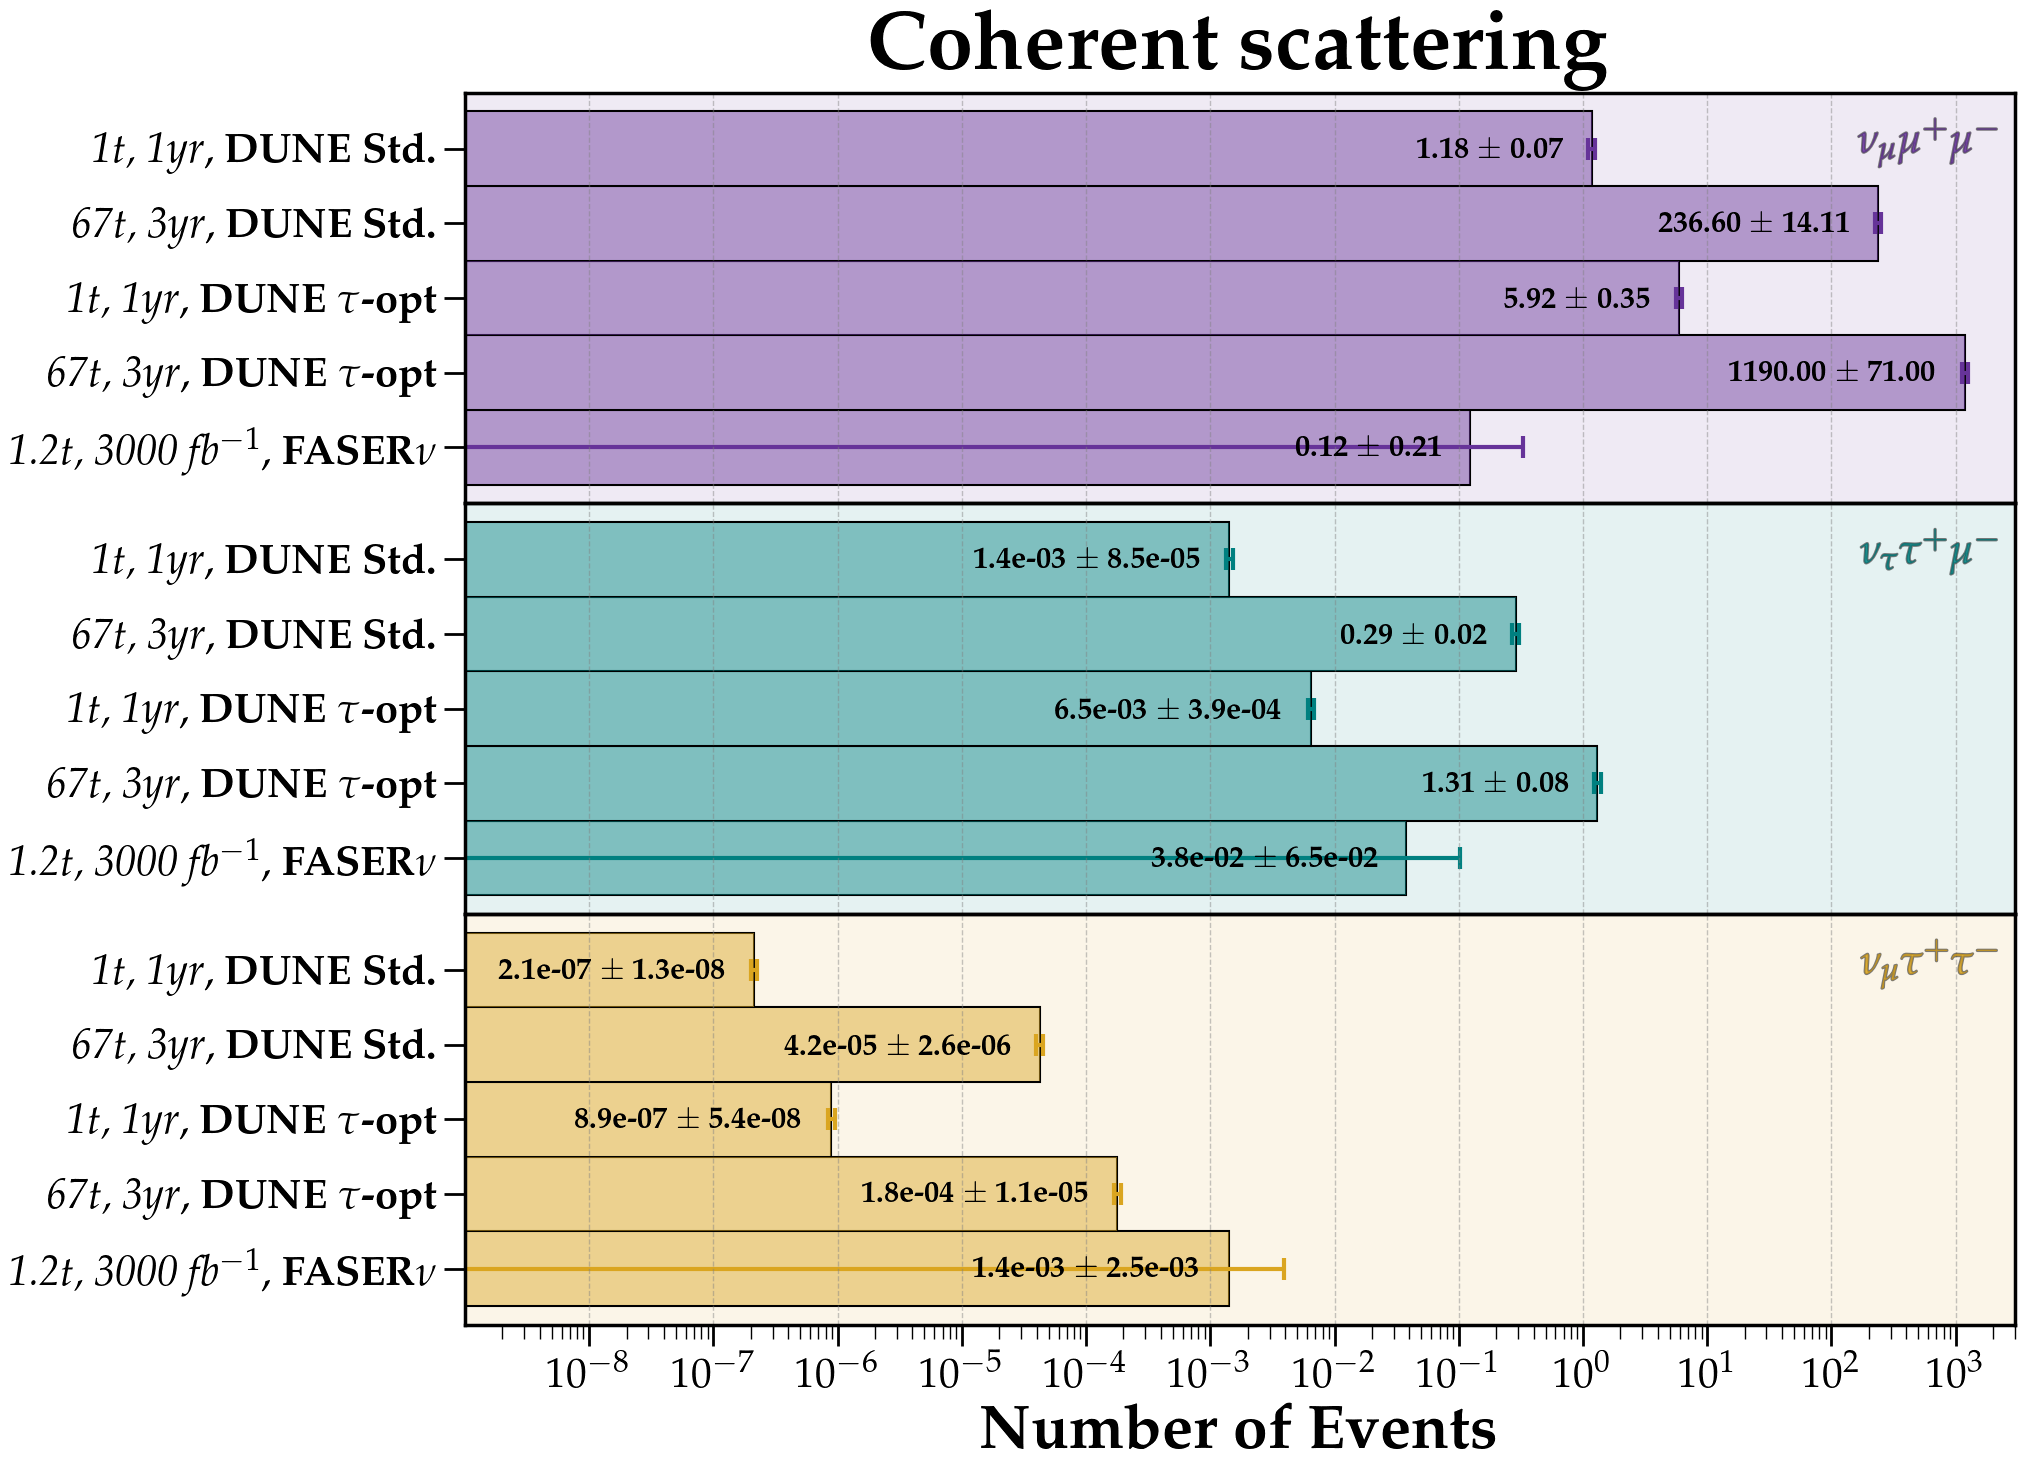 Coherent scattering
1t, 1yr, DUNE Std.
1.18 ± 0.07
ν_μμ⁺μ⁻
67t, 3yr, DUNE Std.
236.60 ± 14.11
1t, 1yr, DUNE τ-opt
5.92 ± 0.35
67t, 3yr, DUNE τ-opt
1190.00 ± 71.00
1.2t, 3000 fb⁻¹, FASERν
0.12 ± 0.21
1t, 1yr, DUNE Std.
1.4e-03 ± 8.5e-05
ν_ττ⁺μ⁻
67t, 3yr, DUNE Std.
0.29 ± 0.02
1t, 1yr, DUNE τ-opt
6.5e-03 ± 3.9e-04
67t, 3yr, DUNE τ-opt
1.31 ± 0.08
1.2t, 3000 fb⁻¹, FASERν
3.8e-02 ± 6.5e-02
1t, 1yr, DUNE Std.
2.1e-07 ± 1.3e-08
ν_μτ⁺τ⁻
67t, 3yr, DUNE Std.
4.2e-05 ± 2.6e-06
1t, 1yr, DUNE τ-opt
8.9e-07 ± 5.4e-08
67t, 3yr, DUNE τ-opt
1.8e-04 ± 1.1e-05
1.2t, 3000 fb⁻¹, FASERν
1.4e-03 ± 2.5e-03
10⁻⁸ 10⁻⁷ 10⁻⁶ 10⁻⁵ 10⁻⁴ 10⁻³ 10⁻² 10⁻¹ 10⁰ 10¹ 10² 10³
Number of Events